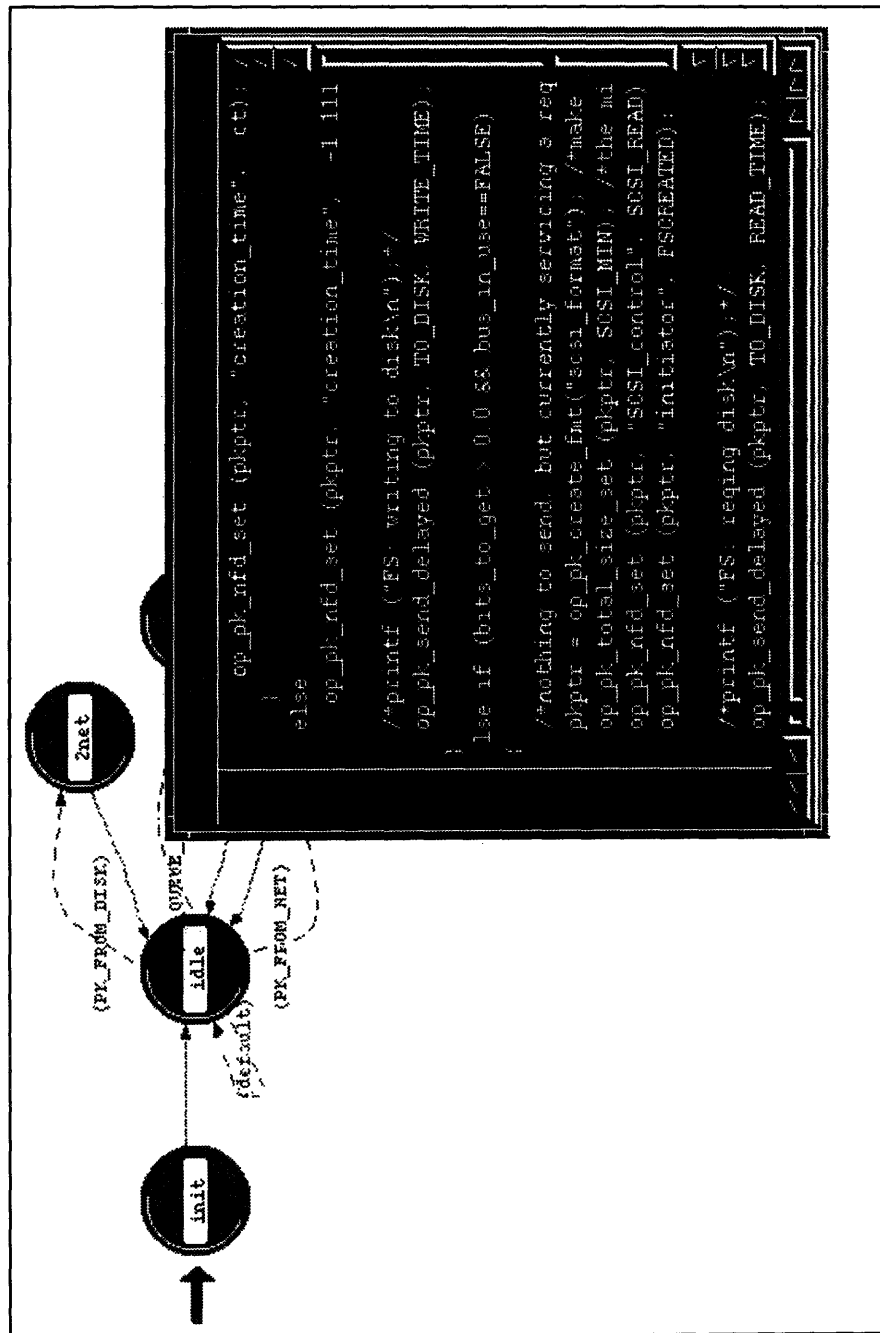 op_pk_nfd_set (pkptr, "creation_time", ct); /
}
else
op_pk_nfd_set (pkptr, "creation_time", -1 111
/*printf ("FS: writing to disk\n");*/
op_pk_send_delayed (pkptr, TO_DISK, WRITE_TIME);
}
lse if (bits_to_get > 0.0 && bus_in_use==FALSE)
{
/*nothing to send, but currently servicing a req
pkptr = op_pk_create_fmt("scsi_format"); /*make
op_pk_total_size_set (pkptr, SCSI_MIN); /*the mi
op_pk_nfd_set (pkptr, "SCSI_control", SCSI_READ)
op_pk_nfd_set (pkptr, "initiator", FSCREATED);
/*printf ("FS: reqing disk\n");*/
op_pk_send_delayed (pkptr, TO_DISK, READ_TIME);
2net
(PK_FROM_DISK)
QUEUE_
init
idle
(default)
(PK_FROM_NET)